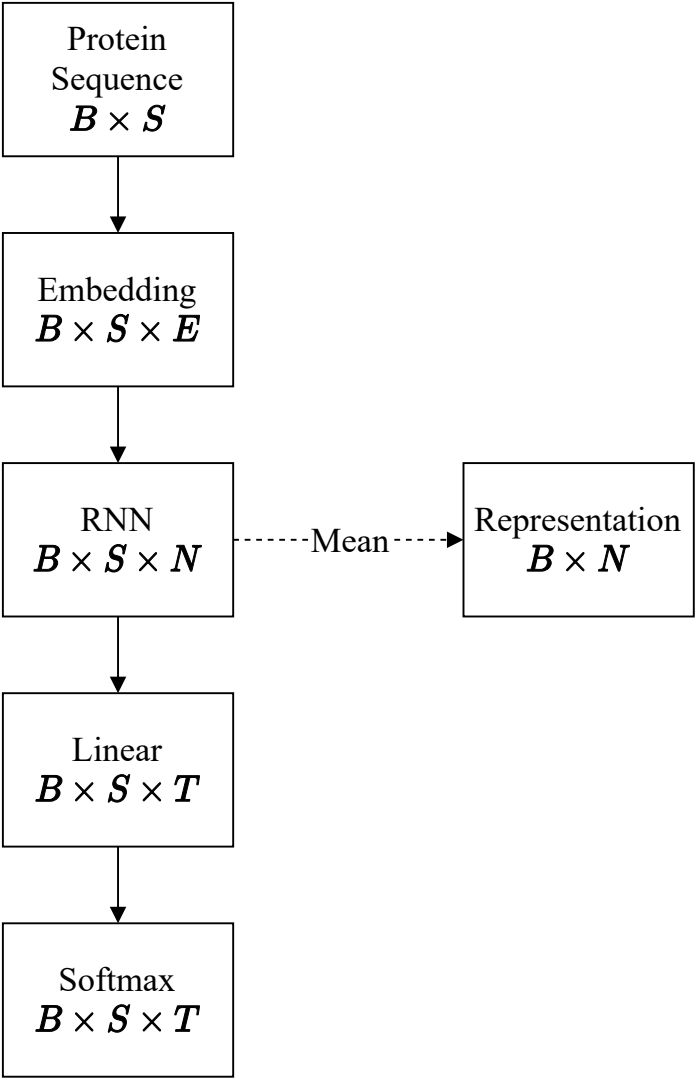 Protein
Sequence
B × S
Embedding
B × S × E
RNN
B × S × N
Mean
Representation
B × N
Linear
B × S × T
Softmax
B × S × T